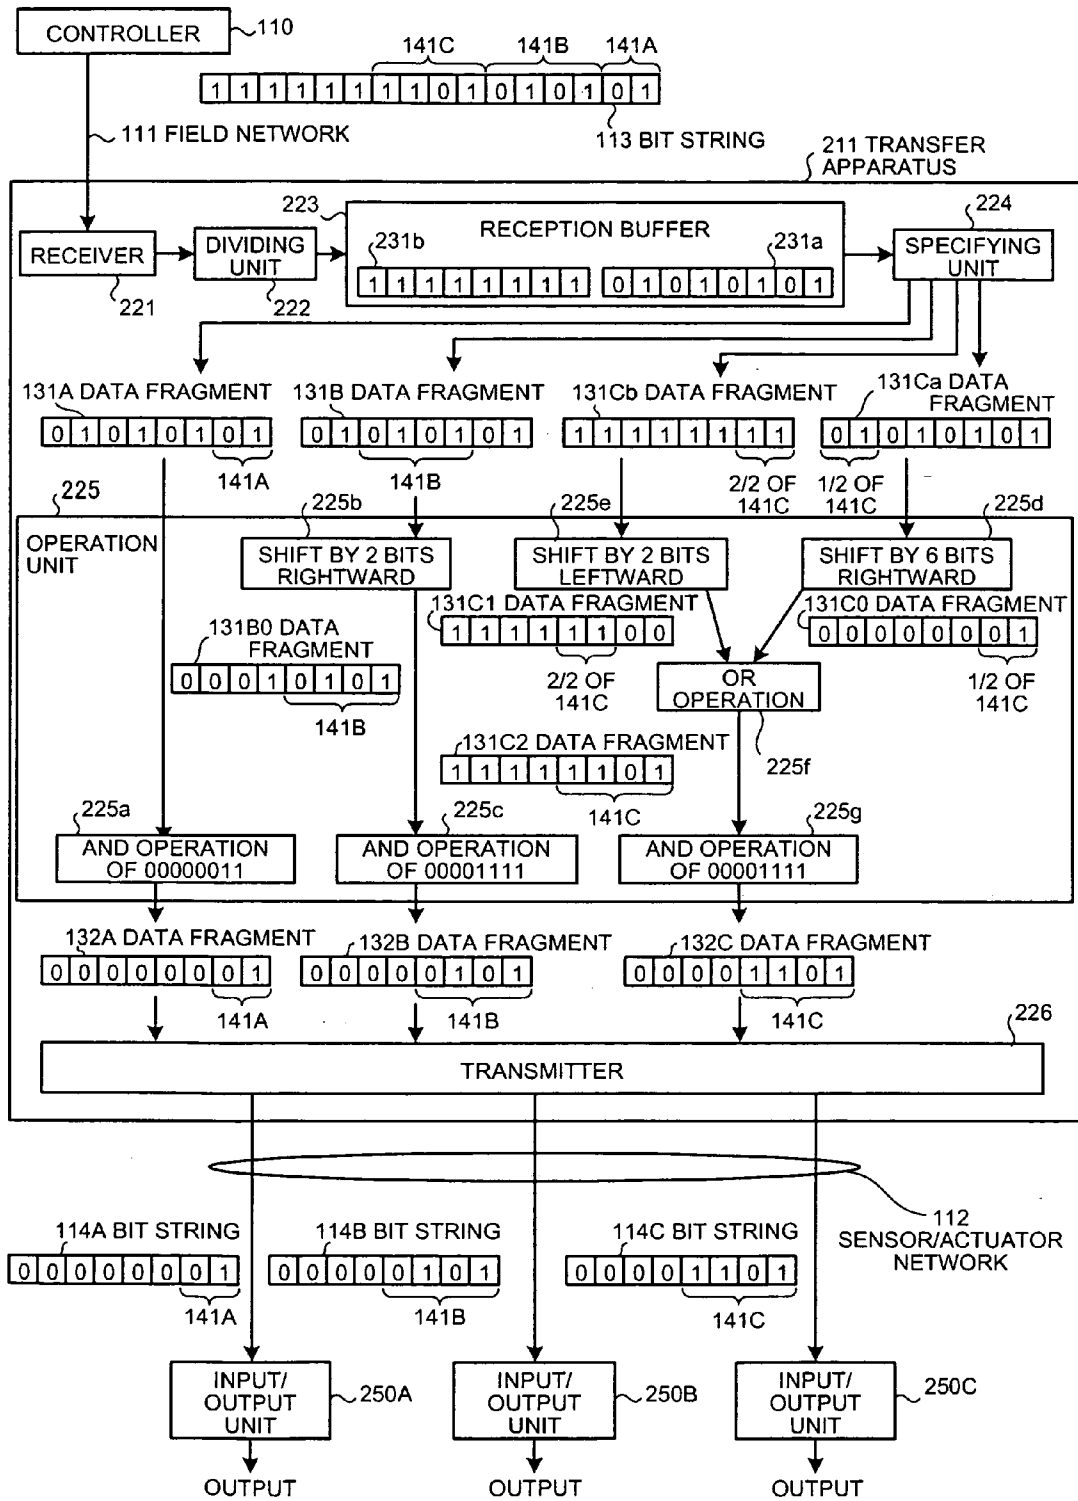 CONTROLLER
110
141C 141B 141A
1 1 1 1 1 1 1 1 0 1 0 1 0 1 0 1
111 FIELD NETWORK
113 BIT STRING
211 TRANSFER
APPARATUS
223
224
RECEIVER
221
DIVIDING
UNIT
222
RECEPTION BUFFER
231b
231a
1 1 1 1 1 1 1 1
0 1 0 1 0 1 0 1
SPECIFYING
UNIT
131A DATA FRAGMENT
0 1 0 1 0 1 0 1
141A
131B DATA FRAGMENT
0 1 0 1 0 1 0 1
141B
131Cb DATA FRAGMENT
1 1 1 1 1 1 1 1
2/2 OF
141C
131Ca DATA
FRAGMENT
0 1 0 1 0 1 0 1
1/2 OF
141C
225
OPERATION
UNIT
225b
SHIFT BY 2 BITS
RIGHTWARD
225e
SHIFT BY 2 BITS
LEFTWARD
225d
SHIFT BY 6 BITS
RIGHTWARD
131B0 DATA
FRAGMENT
0 0 0 1 0 1 0 1
141B
131C1 DATA FRAGMENT
1 1 1 1 1 1 0 0
2/2 OF
141C
131C0 DATA FRAGMENT
0 0 0 0 0 0 0 1
1/2 OF
141C
OR
OPERATION
225f
131C2 DATA FRAGMENT
1 1 1 1 1 1 0 1
141C
225a
AND OPERATION
OF 00000011
225c
AND OPERATION
OF 00001111
225g
AND OPERATION
OF 00001111
132A DATA FRAGMENT
0 0 0 0 0 0 0 1
141A
132B DATA FRAGMENT
0 0 0 0 0 1 0 1
141B
132C DATA FRAGMENT
0 0 0 0 1 1 0 1
141C
226
TRANSMITTER
112
SENSOR/ACTUATOR
NETWORK
114A BIT STRING
0 0 0 0 0 0 0 1
141A
114B BIT STRING
0 0 0 0 0 1 0 1
141B
114C BIT STRING
0 0 0 0 1 1 0 1
141C
INPUT/
OUTPUT
UNIT
250A
INPUT/
OUTPUT
UNIT
250B
INPUT/
OUTPUT
UNIT
250C
OUTPUT
OUTPUT
OUTPUT